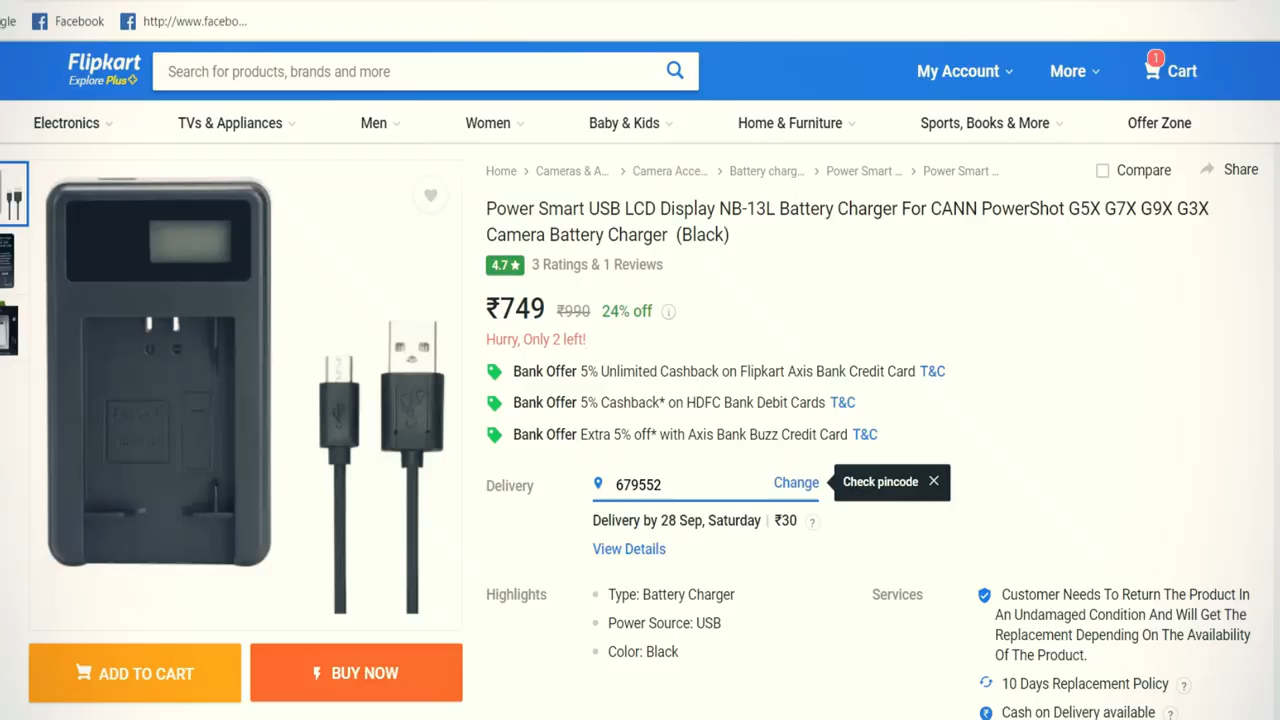 gle Facebook http://www.facebo...
Flipkart
Explore Plus
Search for products, brands and more
My Account More 1 Cart
Electronics TVs & Appliances Men Women Baby & Kids Home & Furniture Sports, Books & More Offer Zone
Home > Cameras & A... > Camera Acce... > Battery charg... > Power Smart ... > Power Smart ...
Compare Share
Power Smart USB LCD Display NB-13L Battery Charger For CANN PowerShot G5X G7X G9X G3X
Camera Battery Charger (Black)
4.7★ 3 Ratings & 1 Reviews
₹749 ₹990 24% off i
Hurry, Only 2 left!
Bank Offer 5% Unlimited Cashback on Flipkart Axis Bank Credit Card T&C
Bank Offer 5% Cashback* on HDFC Bank Debit Cards T&C
Bank Offer Extra 5% off* with Axis Bank Buzz Credit Card T&C
Delivery 679552 Change Check pincode ×
Delivery by 28 Sep, Saturday | ₹30 ?
View Details
Highlights
Type: Battery Charger
Power Source: USB
Color: Black
Services
Customer Needs To Return The Product In
An Undamaged Condition And Will Get The
Replacement Depending On The Availability
Of The Product.
10 Days Replacement Policy ?
₹ Cash on Delivery available ?
ADD TO CART
BUY NOW